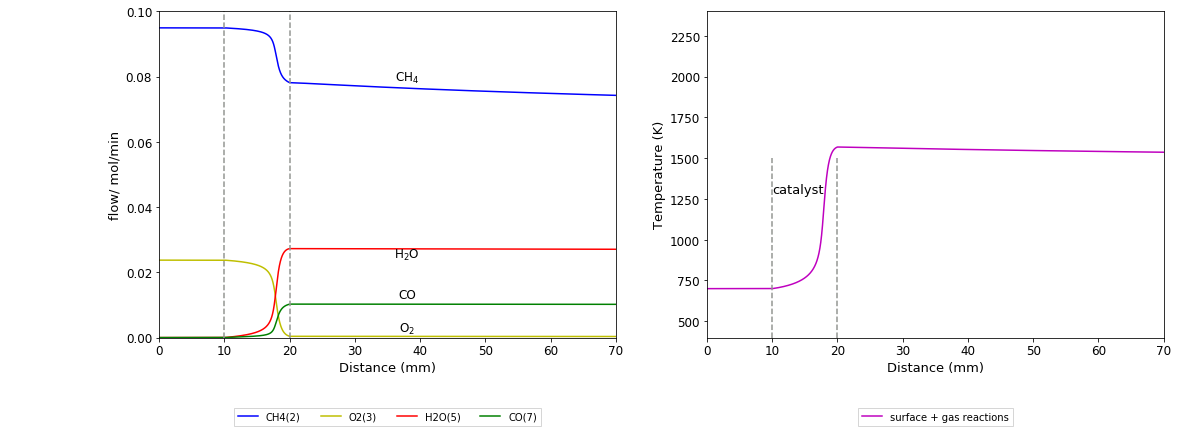 0.10
0.08
0.06
0.04
0.02
0.00
flow/ mol/min
CH₄
H₂O
CO
O₂
0 10 20 30 40 50 60 70
Distance (mm)
CH4(2) O2(3) H2O(5) CO(7)
2250
2000
1750
1500
1250
1000
750
500
Temperature (K)
catalyst
0 10 20 30 40 50 60 70
Distance (mm)
surface + gas reactions